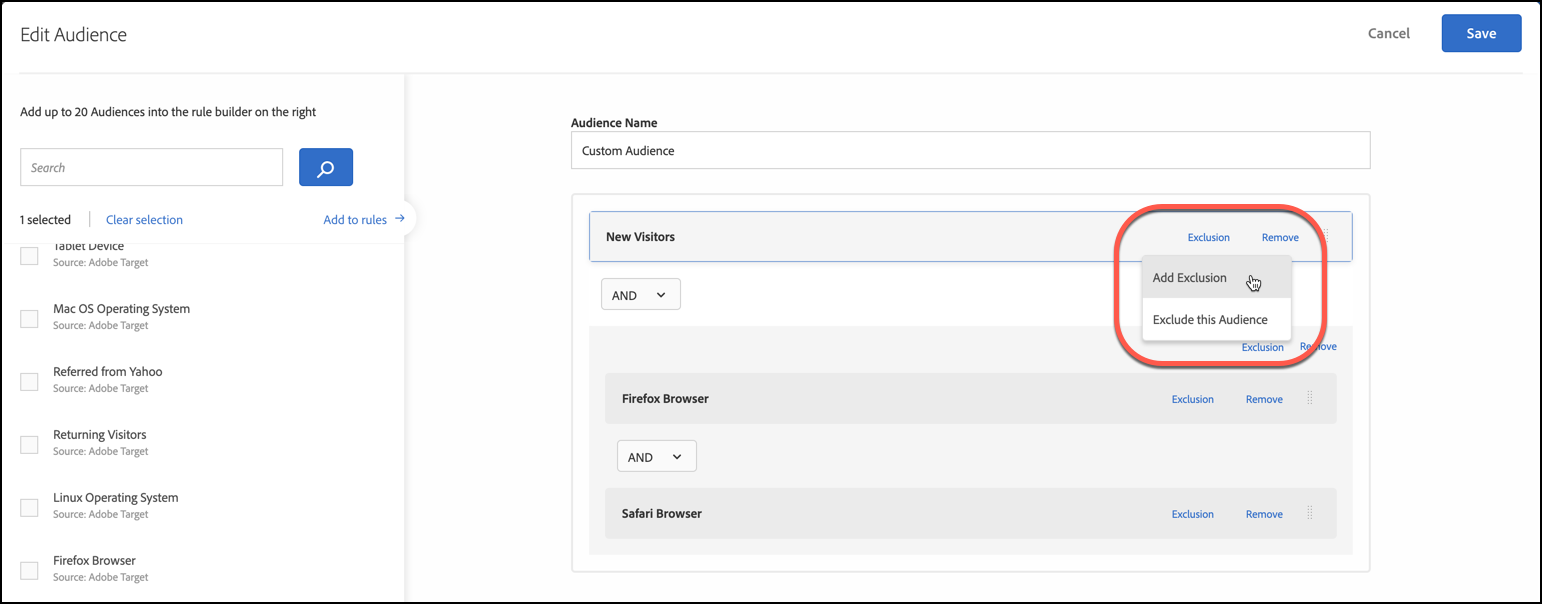 Edit Audience
Cancel
Save
Add up to 20 Audiences into the rule builder on the right
Search
1 selected
Clear selection
Add to rules
Tablet Device
Source: Adobe Target
Mac OS Operating System
Source: Adobe Target
Referred from Yahoo
Source: Adobe Target
Returning Visitors
Source: Adobe Target
Linux Operating System
Source: Adobe Target
Firefox Browser
Source: Adobe Target
Audience Name
Custom Audience
New Visitors
Exclusion
Remove
Add Exclusion
Exclude this Audience
AND
Exclusion
Remove
Firefox Browser
Exclusion
Remove
AND
Safari Browser
Exclusion
Remove